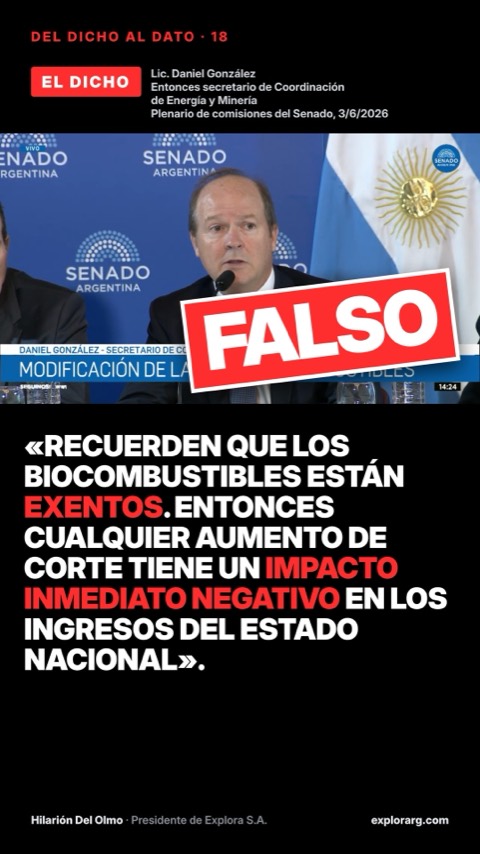 DEL DICHO AL DATO · 18
EL DICHO
Lic. Daniel González
Entonces secretario de Coordinación
de Energía y Minería
Plenario de comisiones del Senado, 3/6/2026
VIVO
SENADO
ARGENTINA
SENADO
ARGENTINA
SENADO
SENADO
ARGENTINA
FALSO
DANIEL GONZÁLEZ - SECRETARIO DE CO
MODIFICACIÓN DE LA
14:24
«RECUERDEN QUE LOS
BIOCOMBUSTIBLES ESTÁN
EXENTOS. ENTONCES
CUALQUIER AUMENTO DE
CORTE TIENE UN IMPACTO
INMEDIATO NEGATIVO EN LOS
INGRESOS DEL ESTADO
NACIONAL».
Hilarión Del Olmo · Presidente de Explora S.A.
explorarg.com